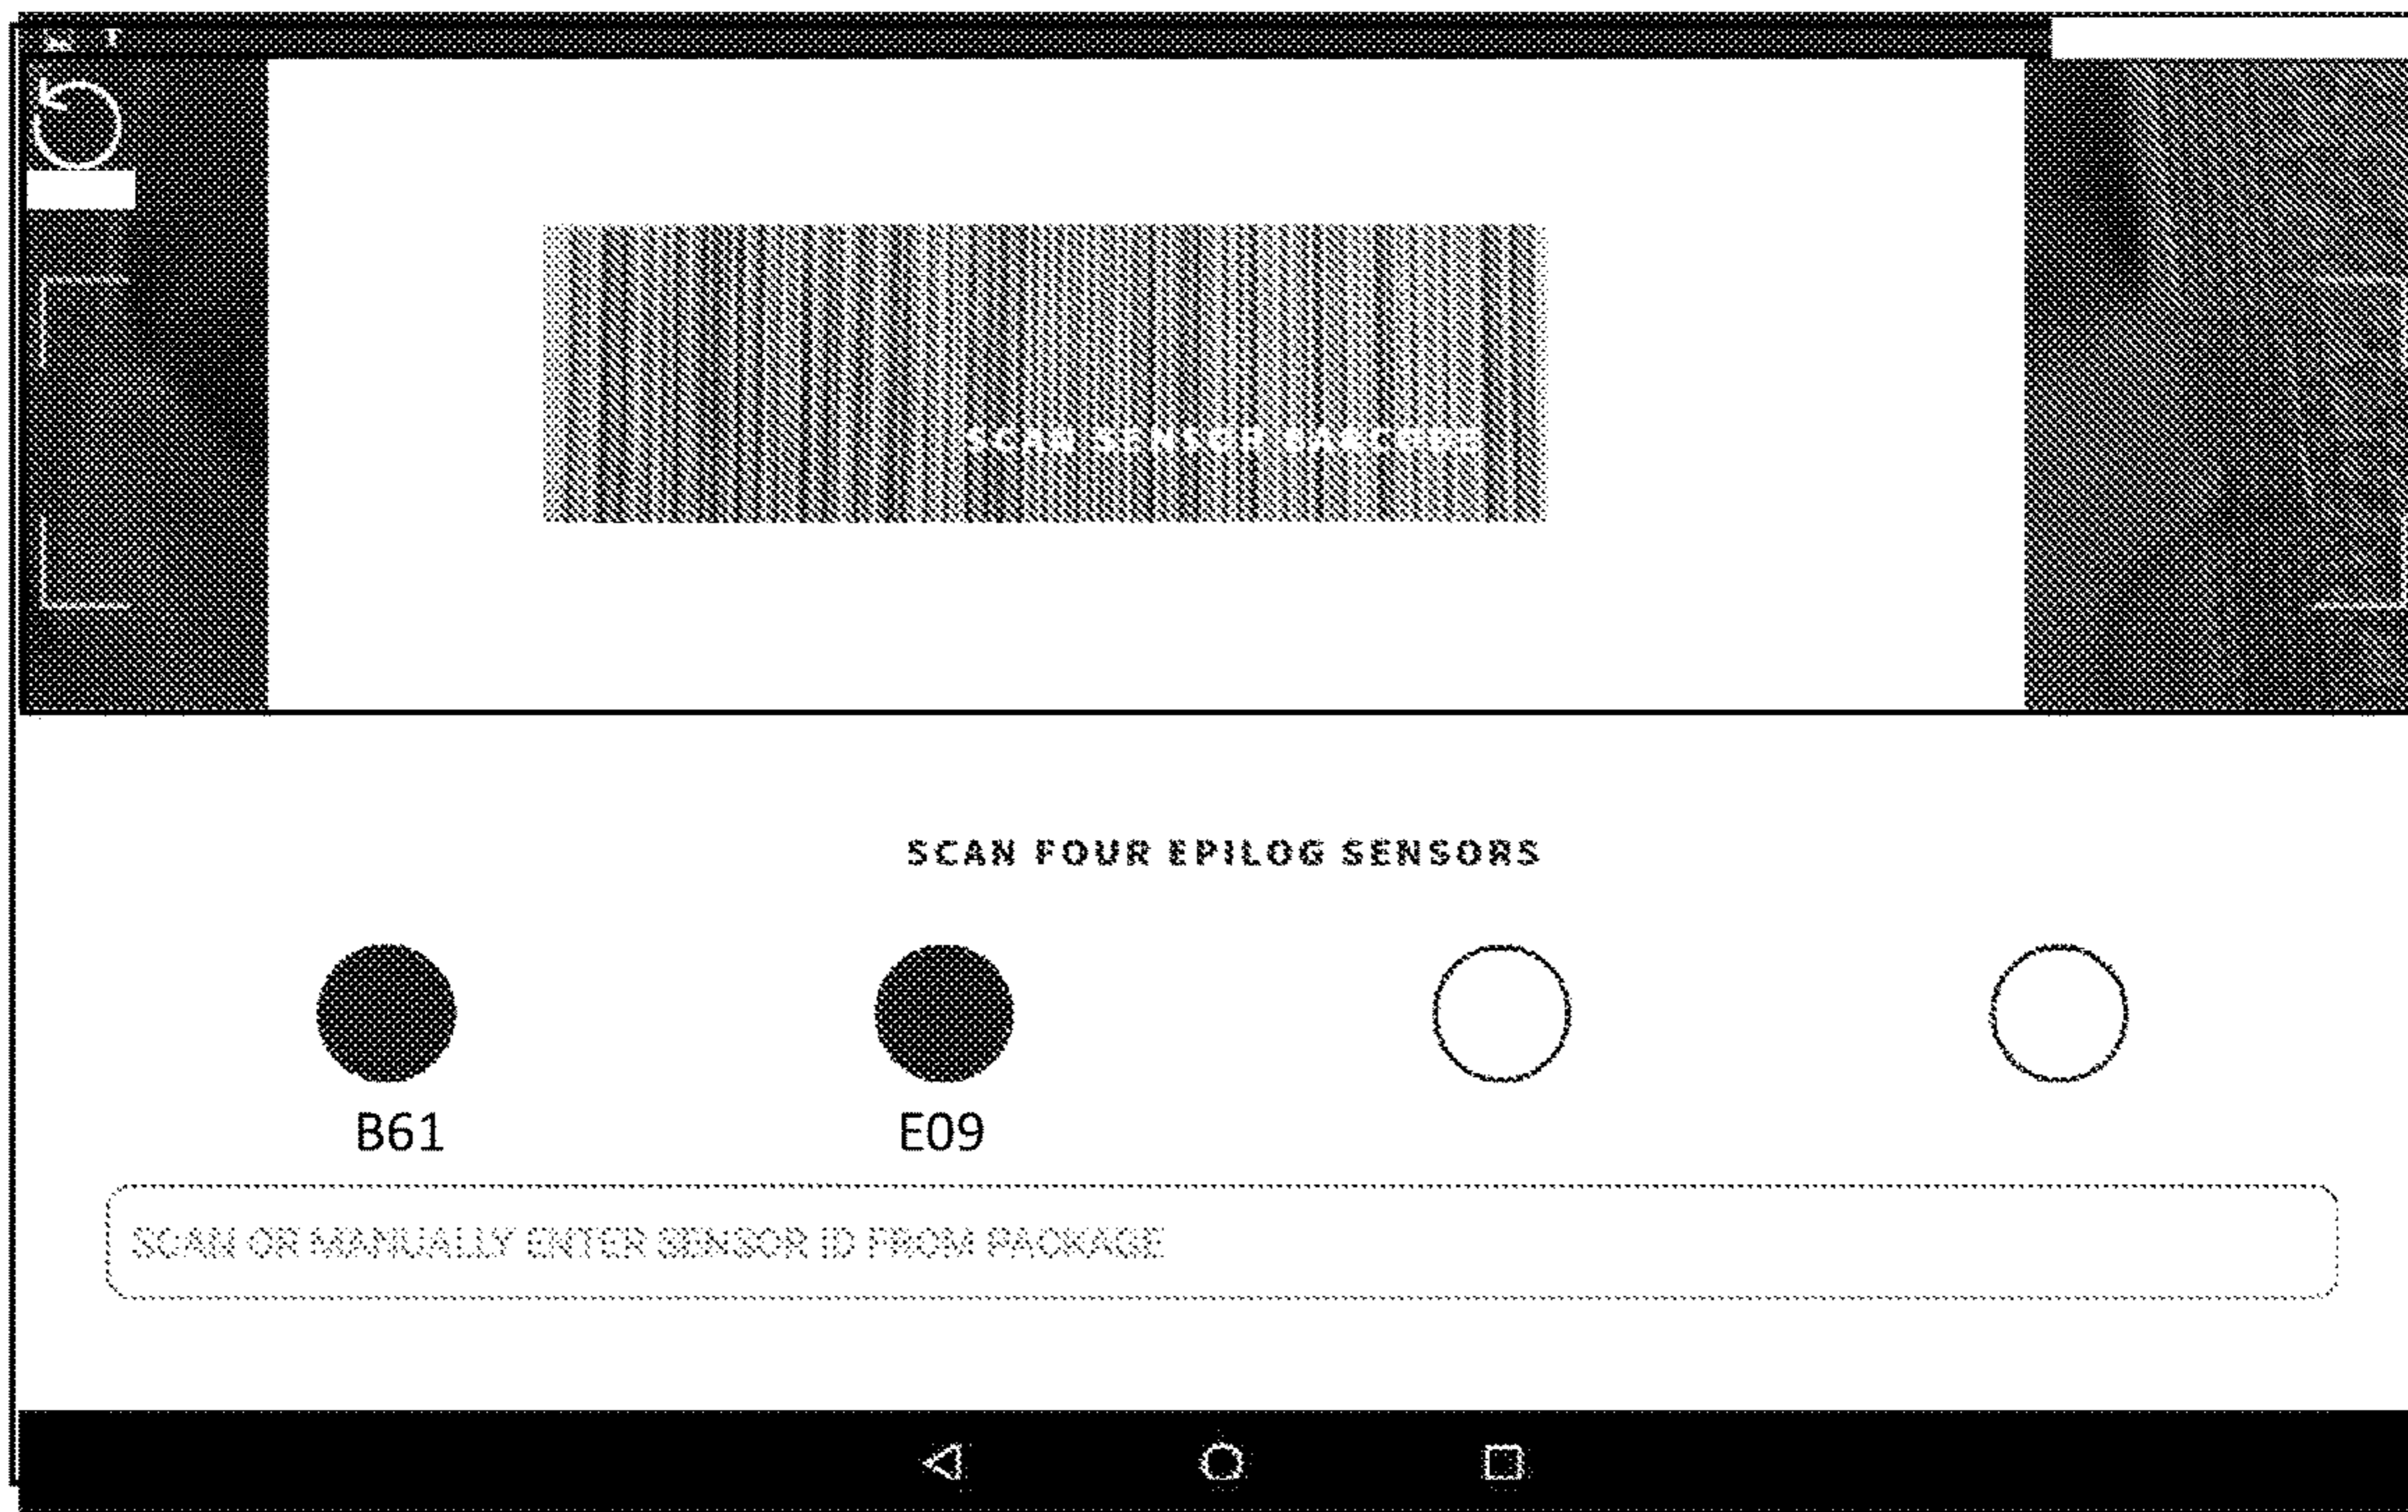 SCAN SENSOR BARCODE
SCAN FOUR EPILOG SENSORS
B61 E09
SCAN OR MANUALLY ENTER SENSOR ID FROM PACKAGE